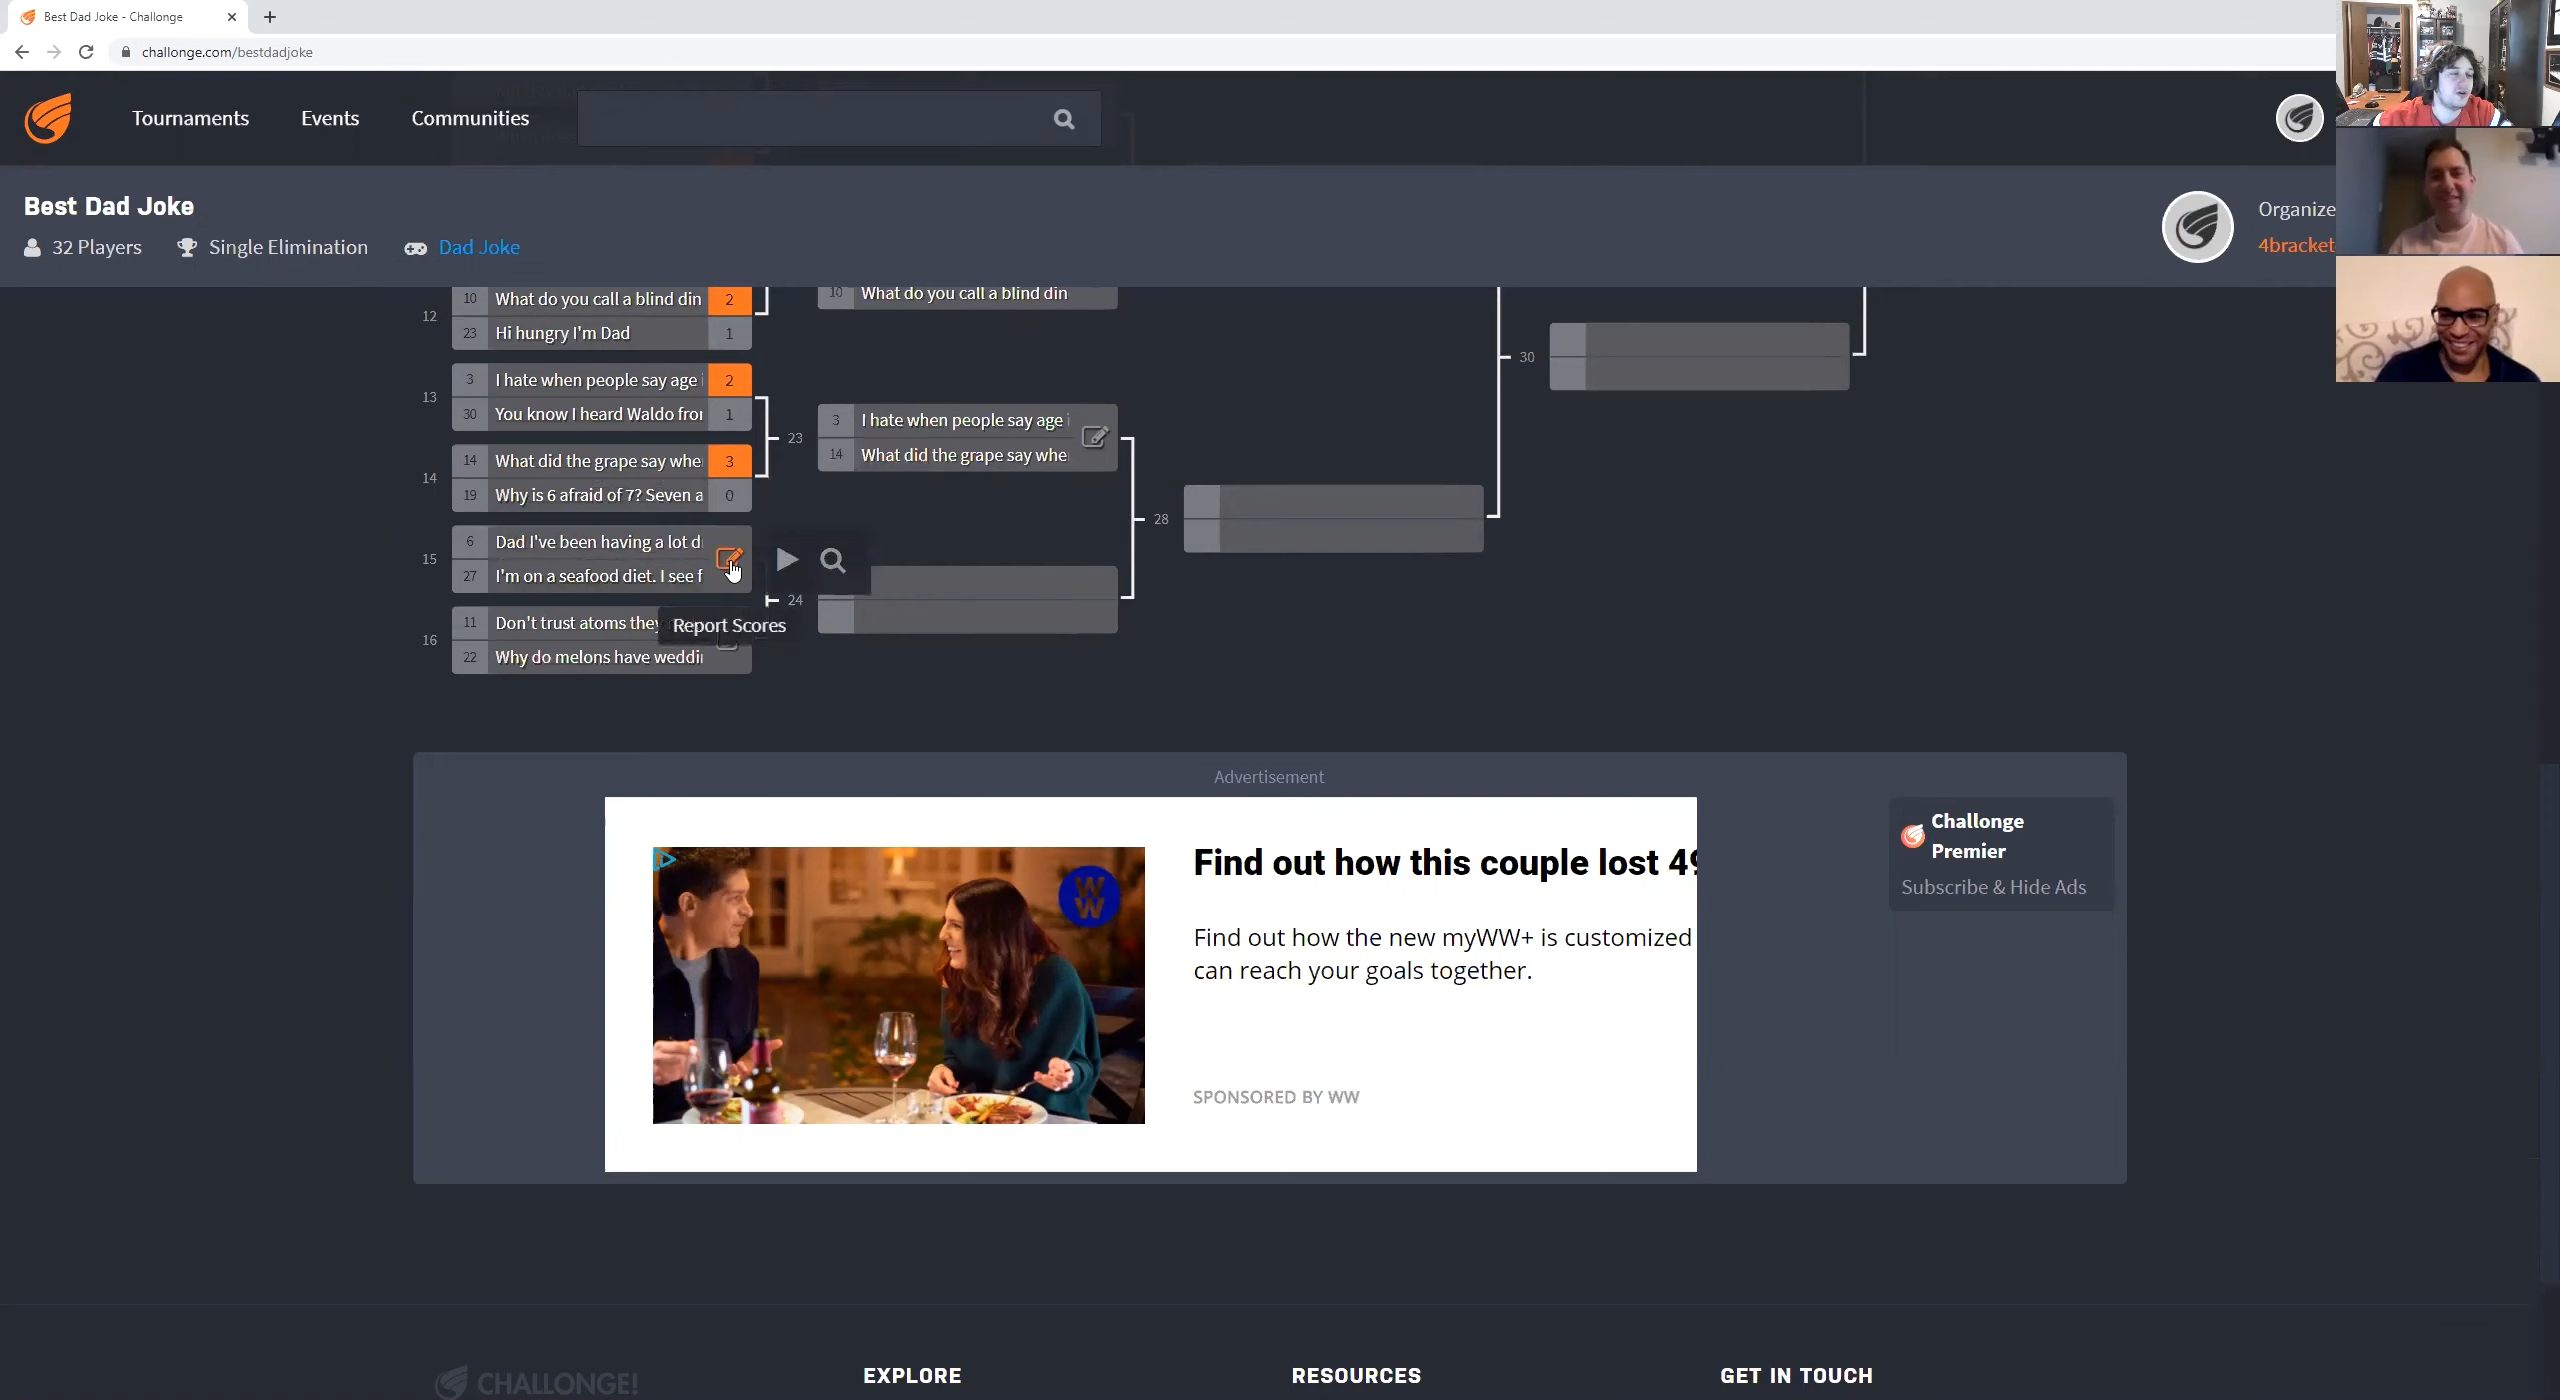 Best Dad Joke - Challonge
challonge.com/bestdadjoke
Tournaments Events Communities
Best Dad Joke
32 Players Single Elimination Dad Joke
Organize
4bracket
10 What do you call a blind din 2
12
23 Hi hungry I'm Dad 1
10 What do you call a blind din
3 I hate when people say age i 2
13
30 You know I heard Waldo fro 1
14 What did the grape say whe 3
14
19 Why is 6 afraid of 7? Seven a 0
23
3 I hate when people say age i
14 What did the grape say whe
30
28
6 Dad I've been having a lot d
15
27 I'm on a seafood diet. I see f
24
11 Don't trust atoms they
16
Report Scores
22 Why do melons have weddi
Advertisement
Find out how this couple lost 49
Find out how the new myWW+ is customized
can reach your goals together.
SPONSORED BY WW
WW
Challonge
Premier
Subscribe & Hide Ads
CHALLONGE!
EXPLORE
RESOURCES
GET IN TOUCH